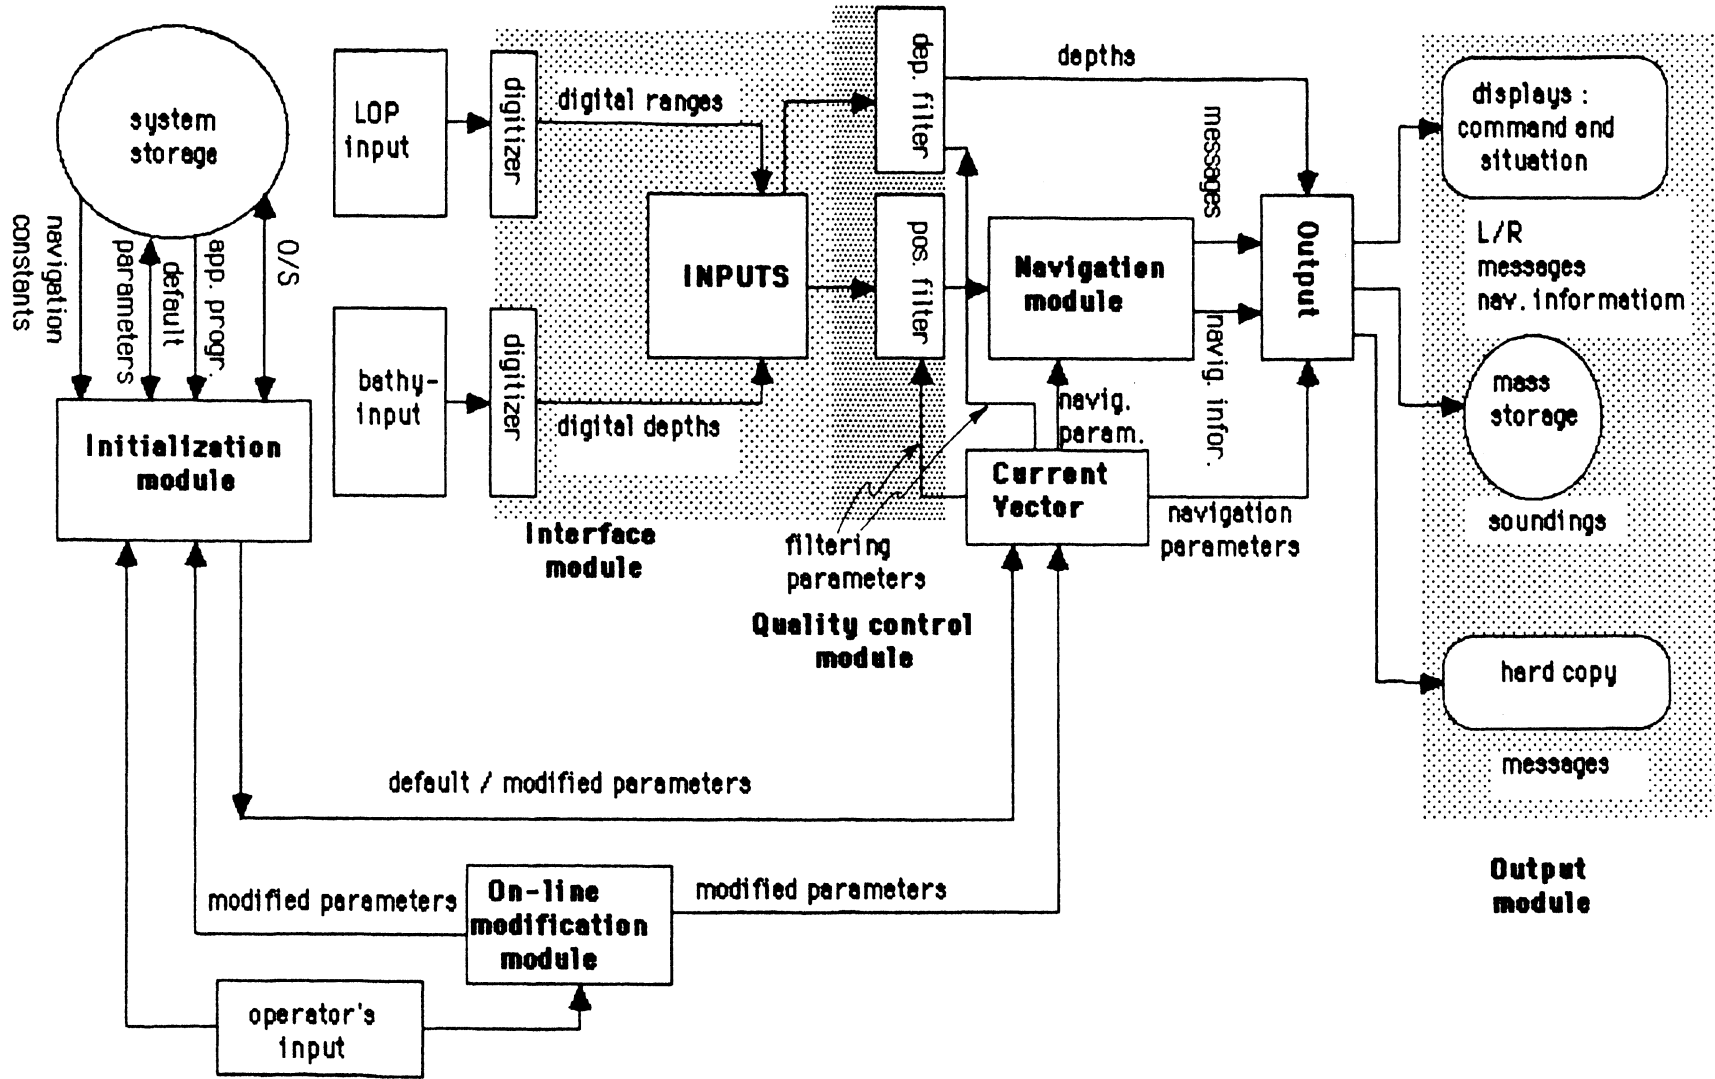 system
storage
navigation
constants
default
parameters
app. progr.
O/S
Initialization
module
LOP
input
digitizer
digital ranges
bathy-
input
digitizer
digital depths
INPUTS
Interface
module
dep. filter
pos. filter
filtering
parameters
Quality control
module
depths
messages
Navigation
module
navig. infor.
navig.
param.
Current
Vector
navigation
parameters
Output
displays :
command and
situation
L/R
messages
nav. informatiom
mass
storage
soundings
hard copy
messages
Output
module
default / modified parameters
modified parameters
On-line
modification
module
modified parameters
operator's
input